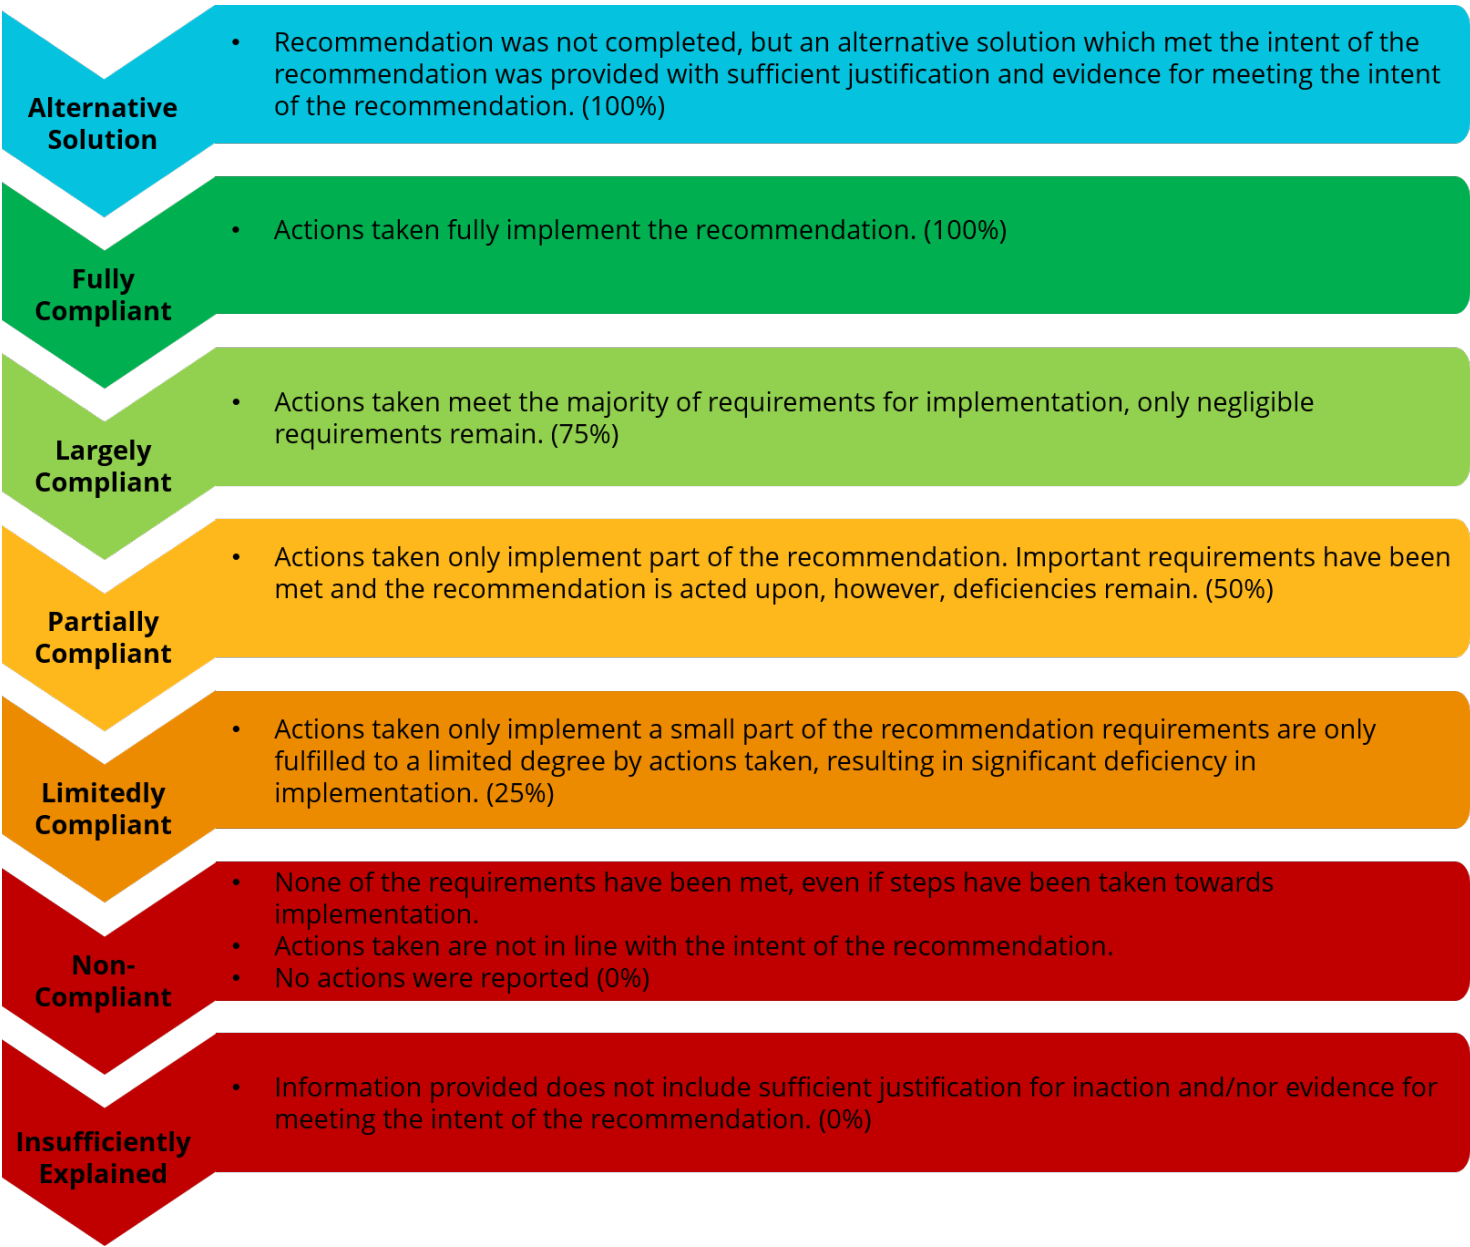 Alternative
Solution
• Recommendation was not completed, but an alternative solution which met the intent of the
recommendation was provided with sufficient justification and evidence for meeting the intent
of the recommendation. (100%)
Fully
Compliant
• Actions taken fully implement the recommendation. (100%)
Largely
Compliant
• Actions taken meet the majority of requirements for implementation, only negligible
requirements remain. (75%)
Partially
Compliant
• Actions taken only implement part of the recommendation. Important requirements have been
met and the recommendation is acted upon, however, deficiencies remain. (50%)
Limitedly
Compliant
• Actions taken only implement a small part of the recommendation requirements are only
fulfilled to a limited degree by actions taken, resulting in significant deficiency in
implementation. (25%)
Non-
Compliant
• None of the requirements have been met, even if steps have been taken towards
implementation.
• Actions taken are not in line with the intent of the recommendation.
• No actions were reported (0%)
Insufficiently
Explained
• Information provided does not include sufficient justification for inaction and/nor evidence for
meeting the intent of the recommendation. (0%)